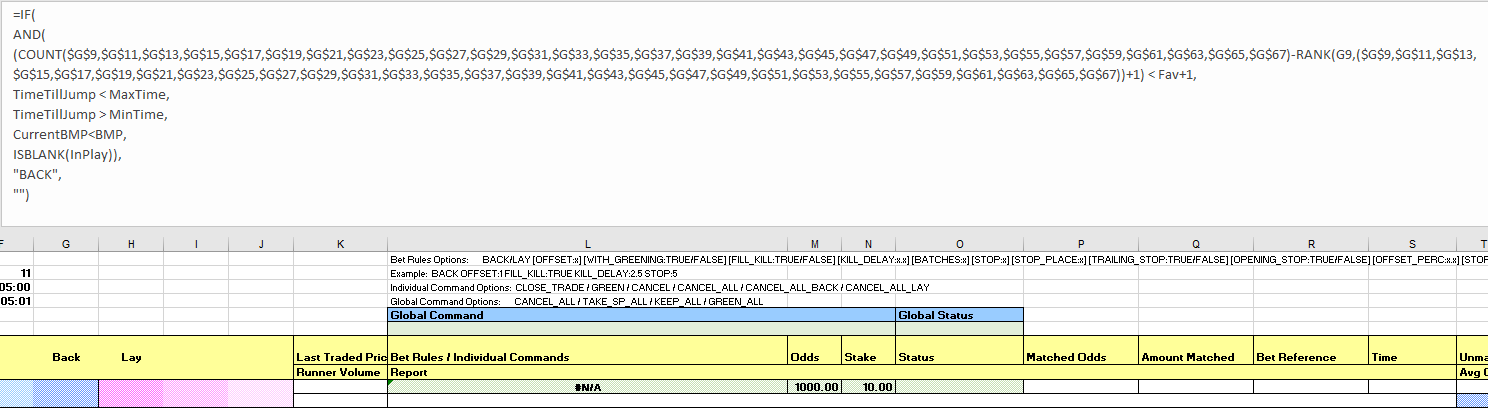 =IF(
AND(
(COUNT($G$9,$G$11,$G$13,$G$15,$G$17,$G$19,$G$21,$G$23,$G$25,$G$27,$G$29,$G$31,$G$33,$G$35,$G$37,$G$39,$G$41,$G$43,$G$45,$G$47,$G$49,$G$51,$G$53,$G$55,$G$57,$G$59,$G$61,$G$63,$G$65,$G$67)-RANK(G9,($G$9,$G$11,$G$13,
$G$15,$G$17,$G$19,$G$21,$G$23,$G$25,$G$27,$G$29,$G$31,$G$33,$G$35,$G$37,$G$39,$G$41,$G$43,$G$45,$G$47,$G$49,$G$51,$G$53,$G$55,$G$57,$G$59,$G$61,$G$63,$G$65,$G$67))+1) < Fav+1,
TimeTillJump < MaxTime,
TimeTillJump > MinTime,
CurrentBMP<BMP,
ISBLANK(InPlay)),
"BACK",
"")
F G H I J K L M N O P Q R S T
Bet Rules Options: BACK/LAY [OFFSET:x] [WITH_GREENING:TRUE/FALSE] [FILL_KILL:TRUE/FALSE] [KILL_DELAY:x.x] [BATCHES:x] [STOP:x] [STOP_PLACE:x] [TRAILING_STOP:TRUE/FALSE] [OPENING_STOP:TRUE/FALSE] [OFFSET_PERC:x.x] [STOP
11 Example: BACK OFFSET:1 FILL_KILL:TRUE KILL_DELAY:2.5 STOP:5
05:00 Individual Command Options: CLOSE_TRADE / GREEN / CANCEL / CANCEL_ALL / CANCEL_ALL_BACK / CANCEL_ALL_LAY
05:01 Global Command Options: CANCEL_ALL / TAKE_SP_ALL / KEEP_ALL / GREEN_ALL
Global Command Global Status
Back Lay Last Traded Pric Bet Rules / Individual Commands Odds Stake Status Matched Odds Amount Matched Bet Reference Time Unma
Runner Volume Report Avg O
#N/A 1000.00 10.00